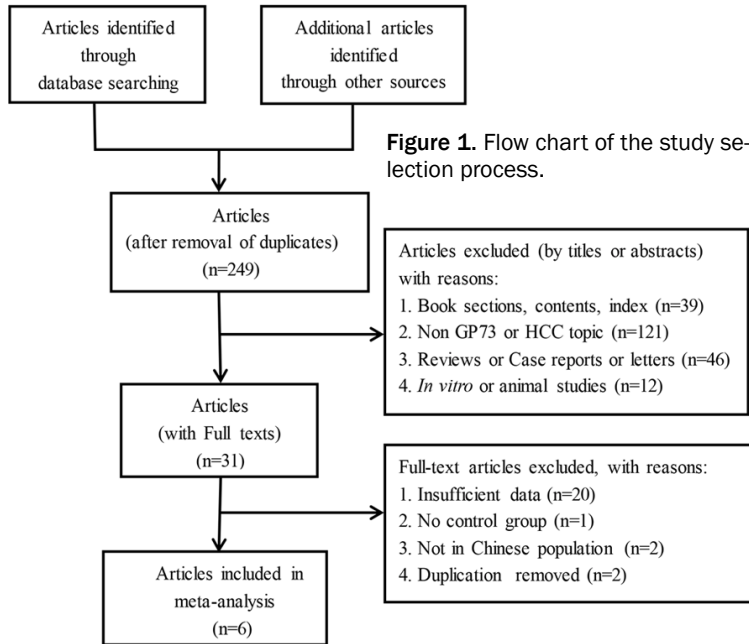 Articles identified
through
database searching
Additional articles
identified
through other sources
Figure 1. Flow chart of the study se-
lection process.
Articles
(after removal of duplicates)
(n=249)
Articles excluded (by titles or abstracts)
with reasons:
1. Book sections, contents, index (n=39)
2. Non GP73 or HCC topic (n=121)
3. Reviews or Case reports or letters (n=46)
4. In vitro or animal studies (n=12)
Articles
(with Full texts)
(n=31)
Full-text articles excluded, with reasons:
1. Insufficient data (n=20)
2. No control group (n=1)
3. Not in Chinese population (n=2)
4. Duplication removed (n=2)
Articles included in
meta-analysis
(n=6)